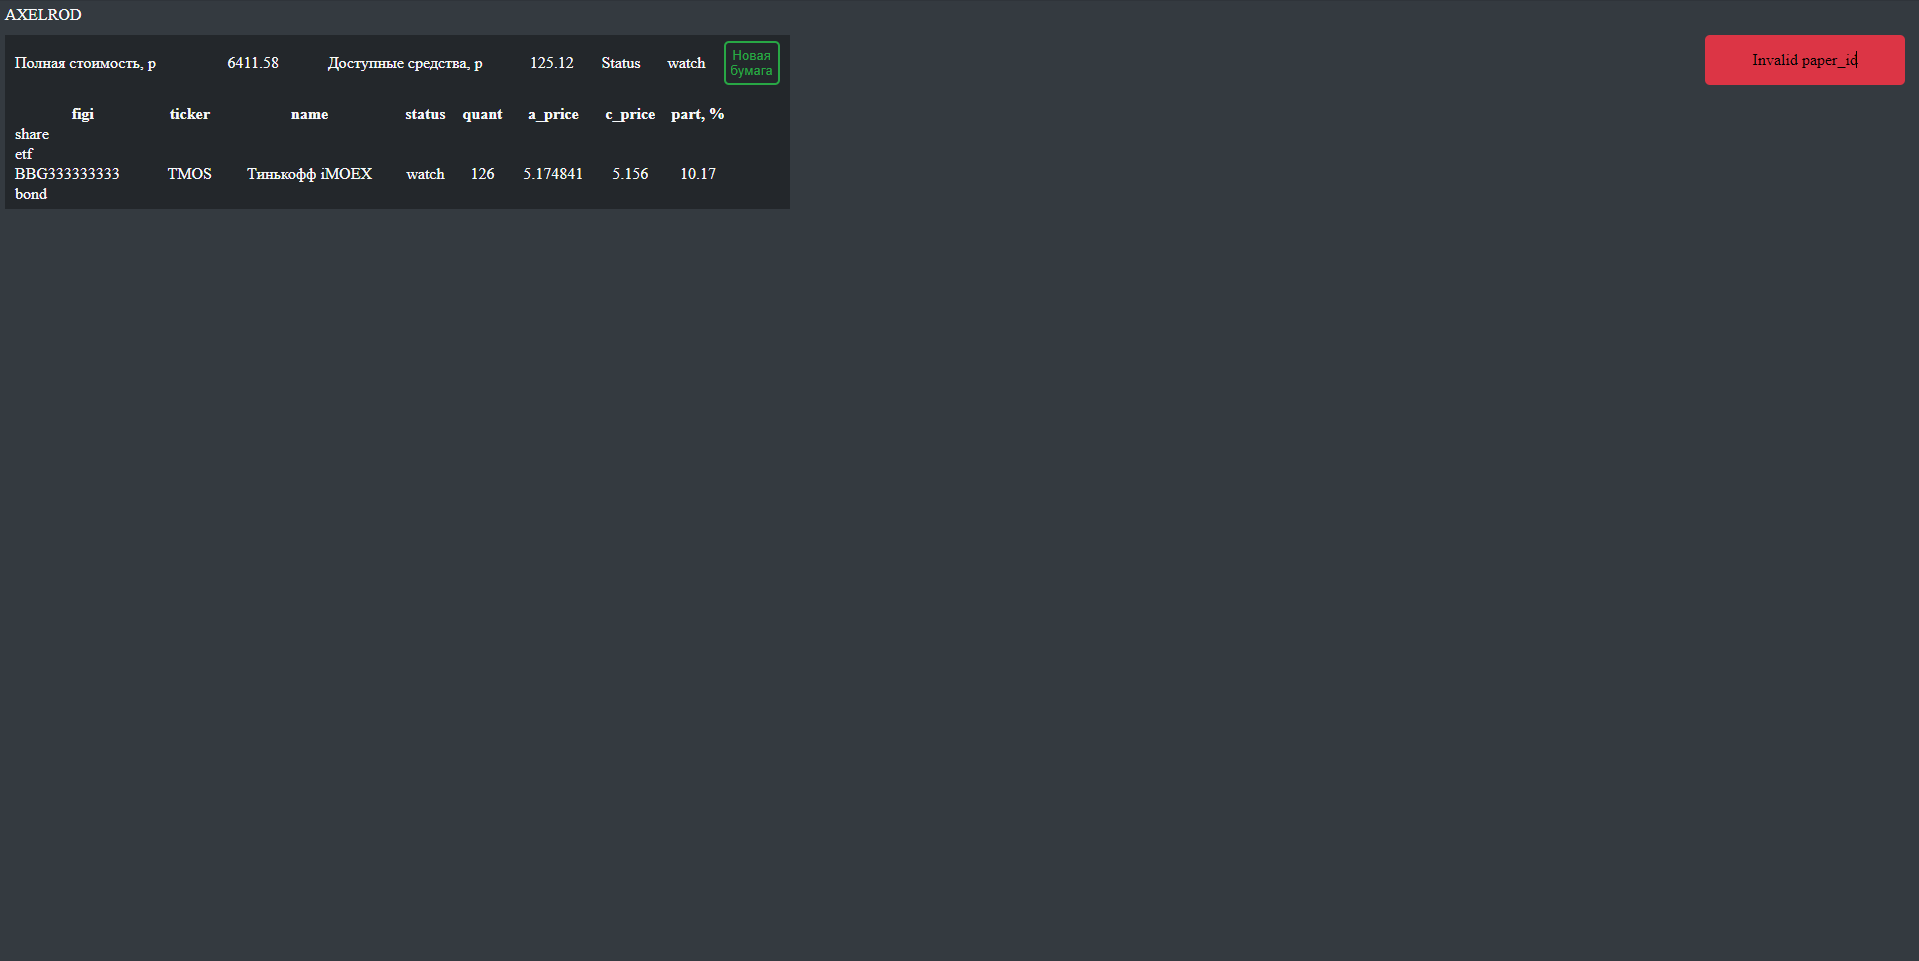 AXELROD
Полная стоимость, р 6411.58 Доступные средства, р 125.12 Status watch Новая
бумага
Invalid paper_id
figi ticker name status quant a_price c_price part, %
share
etf
BBG333333333 TMOS Тинькофф iMOEX watch 126 5.174841 5.156 10.17
bond